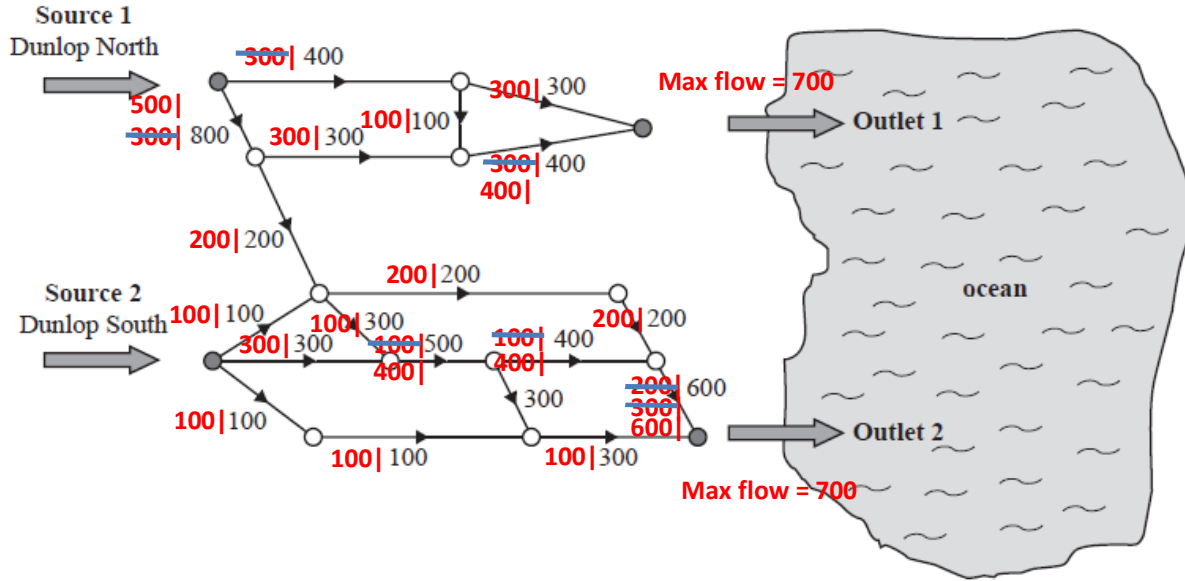 Source 1
Dunlop North
300| 400
300| 300
Max flow = 700
500|
300| 800
300| 300
100| 100
Outlet 1
300| 400
400|
200| 200
200| 200
Source 2
Dunlop South
ocean
100| 100
100| 300
200| 200
300| 300
100| 500
100| 400
400|
400|
200| 600
300|
600|
300
100| 100
Outlet 2
100| 100
100| 300
Max flow = 700